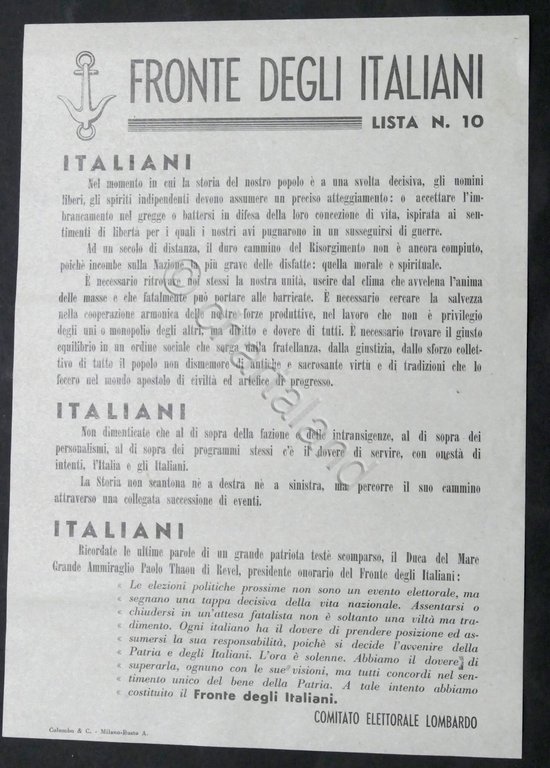 FRONTE DEGLI ITALIANI
LISTA N. 10
ITALIANI
Nel momento in cui la storia del nostro popolo è a una svolta decisiva, gli uomini
liberi, gli spiriti indipendenti devono assumere un preciso atteggiamento: o accettare l'im-
brancamento nel gregge o battersi in difesa della loro concezione di vita, ispirata ai sen-
timenti di libertà per i quali i nostri avi pugnarono in un susseguirsi di guerre.
Ad un secolo di distanza, il duro cammino del Risorgimento non è ancora compiuto,
poichè incombe sulla Nazione la più grave delle disfatte: quella morale e spirituale.
È necessario ritrovare noi stessi la nostra unità, uscire dal clima che avvelena l'anima
delle masse e che fatalmente può portare alle barricate. È necessario cercare la salvezza
nella cooperazione armonica delle nostre forze produttive, nel lavoro che non è privilegio
degli uni o monopolio degli altri, ma diritto e dovere di tutti. È necessario trovare il giusto
equilibrio in un ordine sociale che sorga dalla fratellanza, dalla giustizia, dallo sforzo collet-
tivo di tutto il popolo non dismemore di antiche e sacrosante virtù e di tradizioni che lo
fecero nel mondo apostolo di civiltà ed artefice di progresso.
ITALIANI
Non dimenticate che al di sopra della fazione o delle intransigenze, al di sopra dei
personalismi, al di sopra dei programmi stessi c'è il dovere di servire, con onestà di
intenti, l'Italia e gli Italiani.
La Storia non scantona nè a destra nè a sinistra, ma percorre il suo cammino
attraverso una collegata successione di eventi.
ITALIANI
Ricordate le ultime parole di un grande patriota testè scomparso, il Duca del Mare
Grande Ammiraglio Paolo Thaon di Revel, presidente onorario del Fronte degli Italiani:
« Le elezioni politiche prossime non sono un evento elettorale, ma
« segnano una tappa decisiva della vita nazionale. Assentarsi o
« chiudersi in un'attesa fatalista non è soltanto una viltà ma tra-
« dimento. Ogni italiano ha il dovere di prendere posizione ed as-
« sumersi la sua responsabilità, poichè si decide l'avvenire della
« Patria e degli Italiani. L'ora è solenne. Abbiamo il dovere di
« superarla, ognuno con le sue visioni, ma tutti concordi nel sen-
« timento unico del bene della Patria. A tale intento abbiamo
« costituito il Fronte degli Italiani.
COMITATO ELETTORALE LOMBARDO
Colombo & C. - Milano-Busto A.
© chartaland